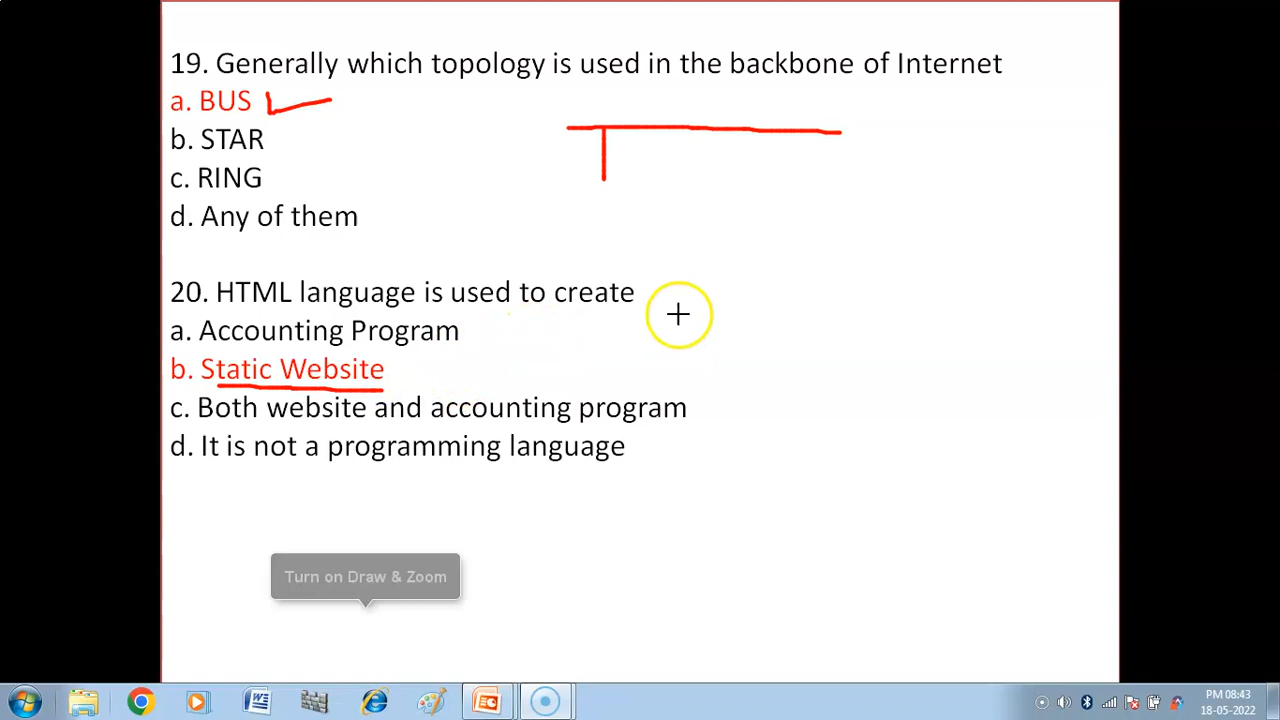 19. Generally which topology is used in the backbone of Internet
a. BUS
b. STAR
c. RING
d. Any of them
20. HTML language is used to create
a. Accounting Program
b. Static Website
c. Both website and accounting program
d. It is not a programming language
Turn on Draw & Zoom
PM 08:43
18-05-2022